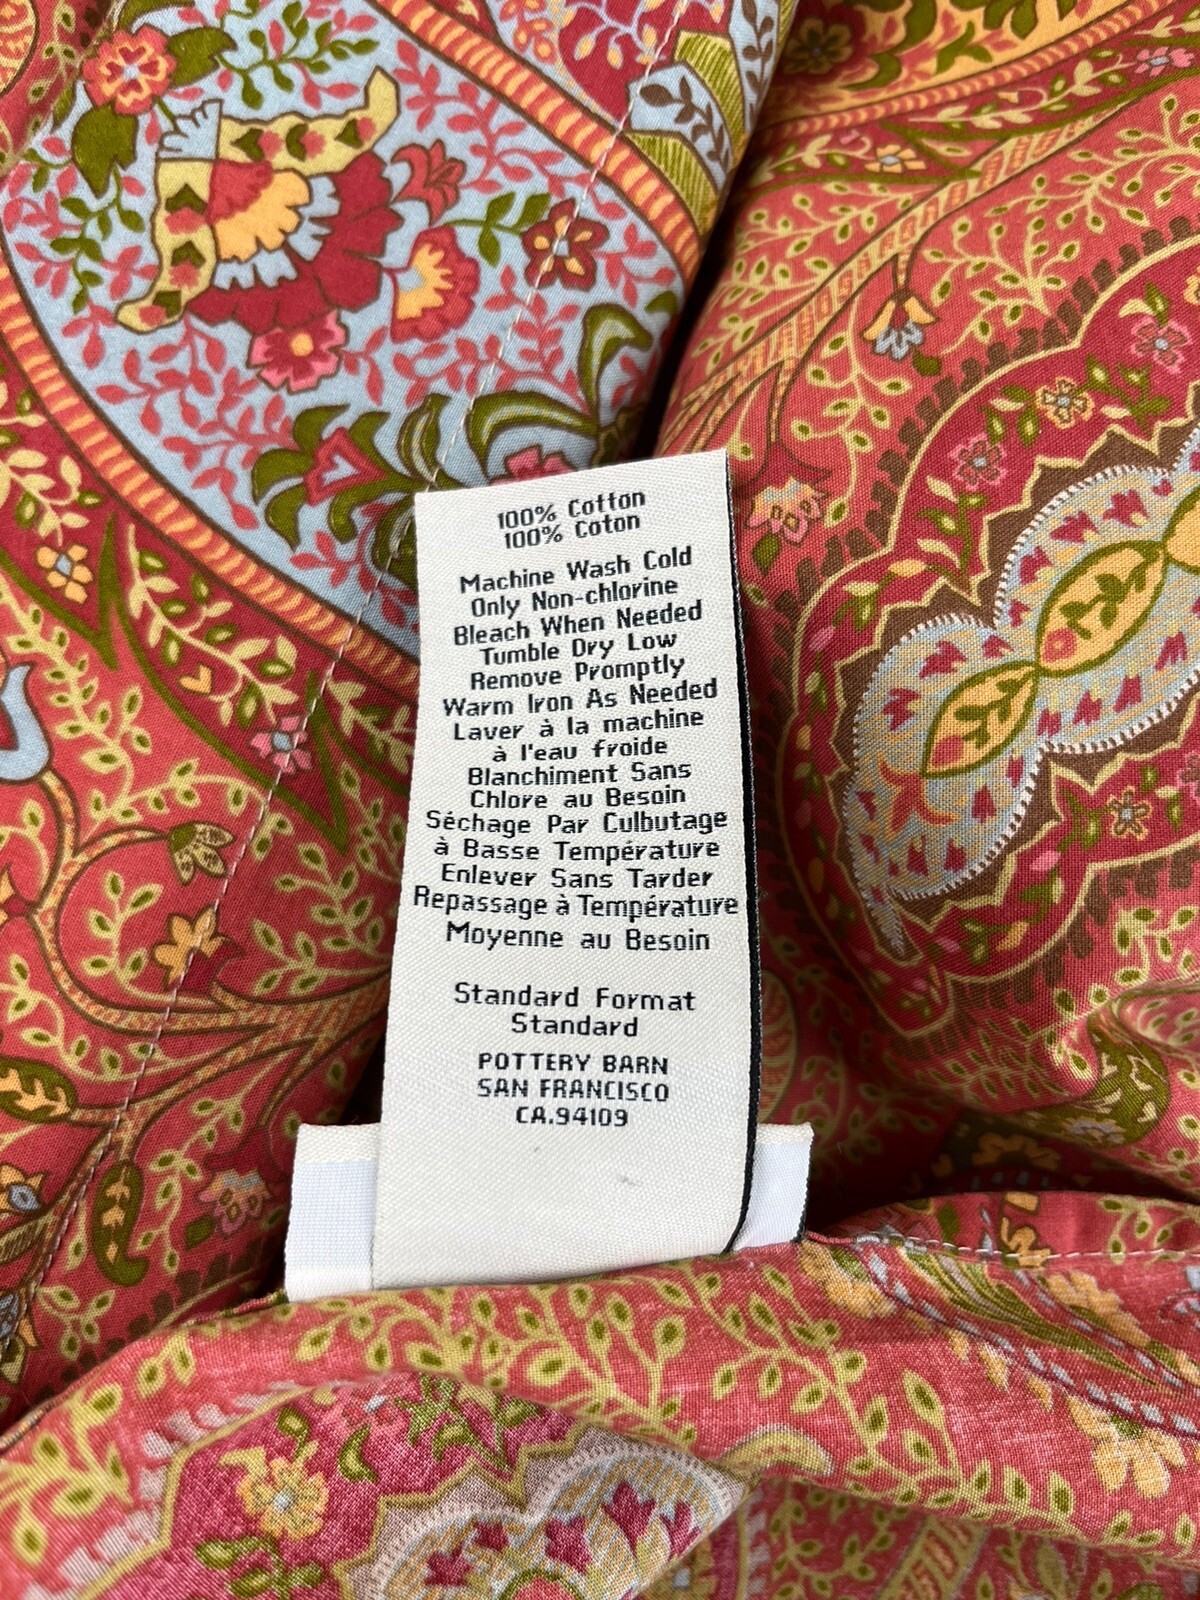 100% Cotton
100% Coton
Machine Wash Cold
Only Non-chlorine
Bleach When Needed
Tumble Dry Low
Remove Promptly
Warm Iron As Needed
Laver à la machine
à l'eau froide
Blanchiment Sans
Chlore au Besoin
Séchage Par Culbutage
à Basse Température
Enlever Sans Tarder
Repassage à Température
Moyenne au Besoin
Standard Format
Standard
POTTERY BARN
SAN FRANCISCO
CA.94109